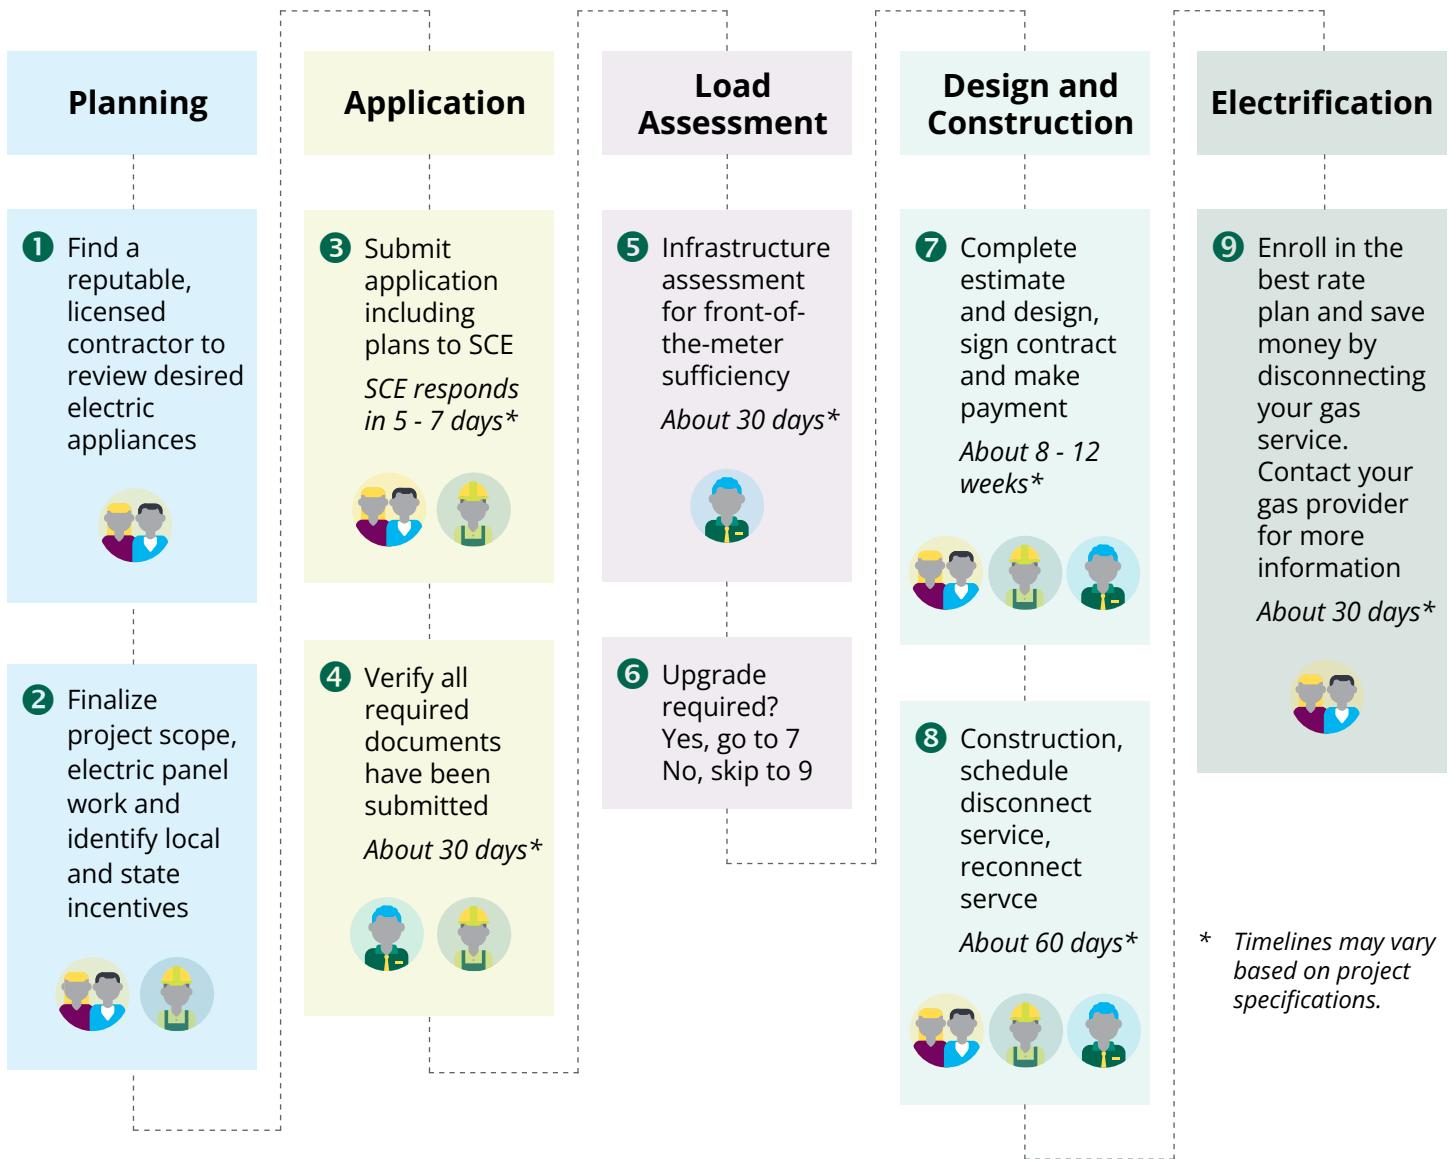 Planning
1 Find a
reputable,
licensed
contractor to
review desired
electric
appliances
2 Finalize
project scope,
electric panel
work and
identify local
and state
incentives
Application
3 Submit
application
including
plans to SCE
SCE responds
in 5 - 7 days*
4 Verify all
required
documents
have been
submitted
About 30 days*
Load
Assessment
5 Infrastructure
assessment
for front-of-
the-meter
sufficiency
About 30 days*
6 Upgrade
required?
Yes, go to 7
No, skip to 9
Design and
Construction
7 Complete
estimate
and design,
sign contract
and make
payment
About 8 - 12
weeks*
8 Construction,
schedule
disconnect
service,
reconnect
servce
About 60 days*
Electrification
9 Enroll in the
best rate
plan and save
money by
disconnecting
your gas
service.
Contact your
gas provider
for more
information
About 30 days*
* Timelines may vary
based on project
specifications.